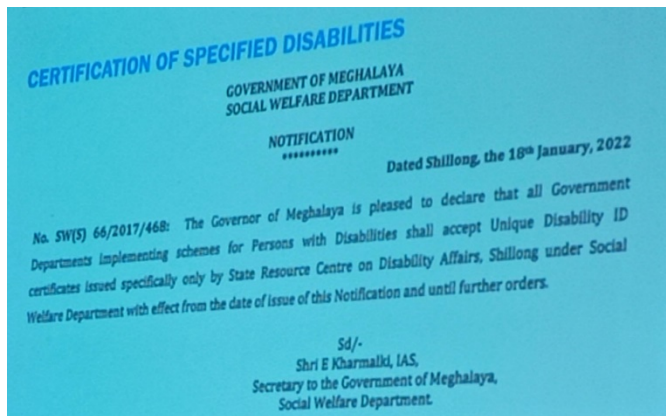 CERTIFICATION OF SPECIFIED DISABILITIES
GOVERNMENT OF MEGHALAYA
SOCIAL WELFARE DEPARTMENT
NOTIFICATION
**********
Dated Shillong, the 18th January, 2022
No. SW(S) 66/2017/468: The Governor of Meghalaya is pleased to declare that all Government
Departments implementing schemes for Persons with Disabilities shall accept Unique Disability ID
certificates issued specifically only by State Resource Centre on Disability Affairs, Shillong under Social
Welfare Department with effect from the date of issue of this Notification and until further orders.
Sd/-
Shri E Kharmalki, IAS,
Secretary to the Government of Meghalaya,
Social Welfare Department.